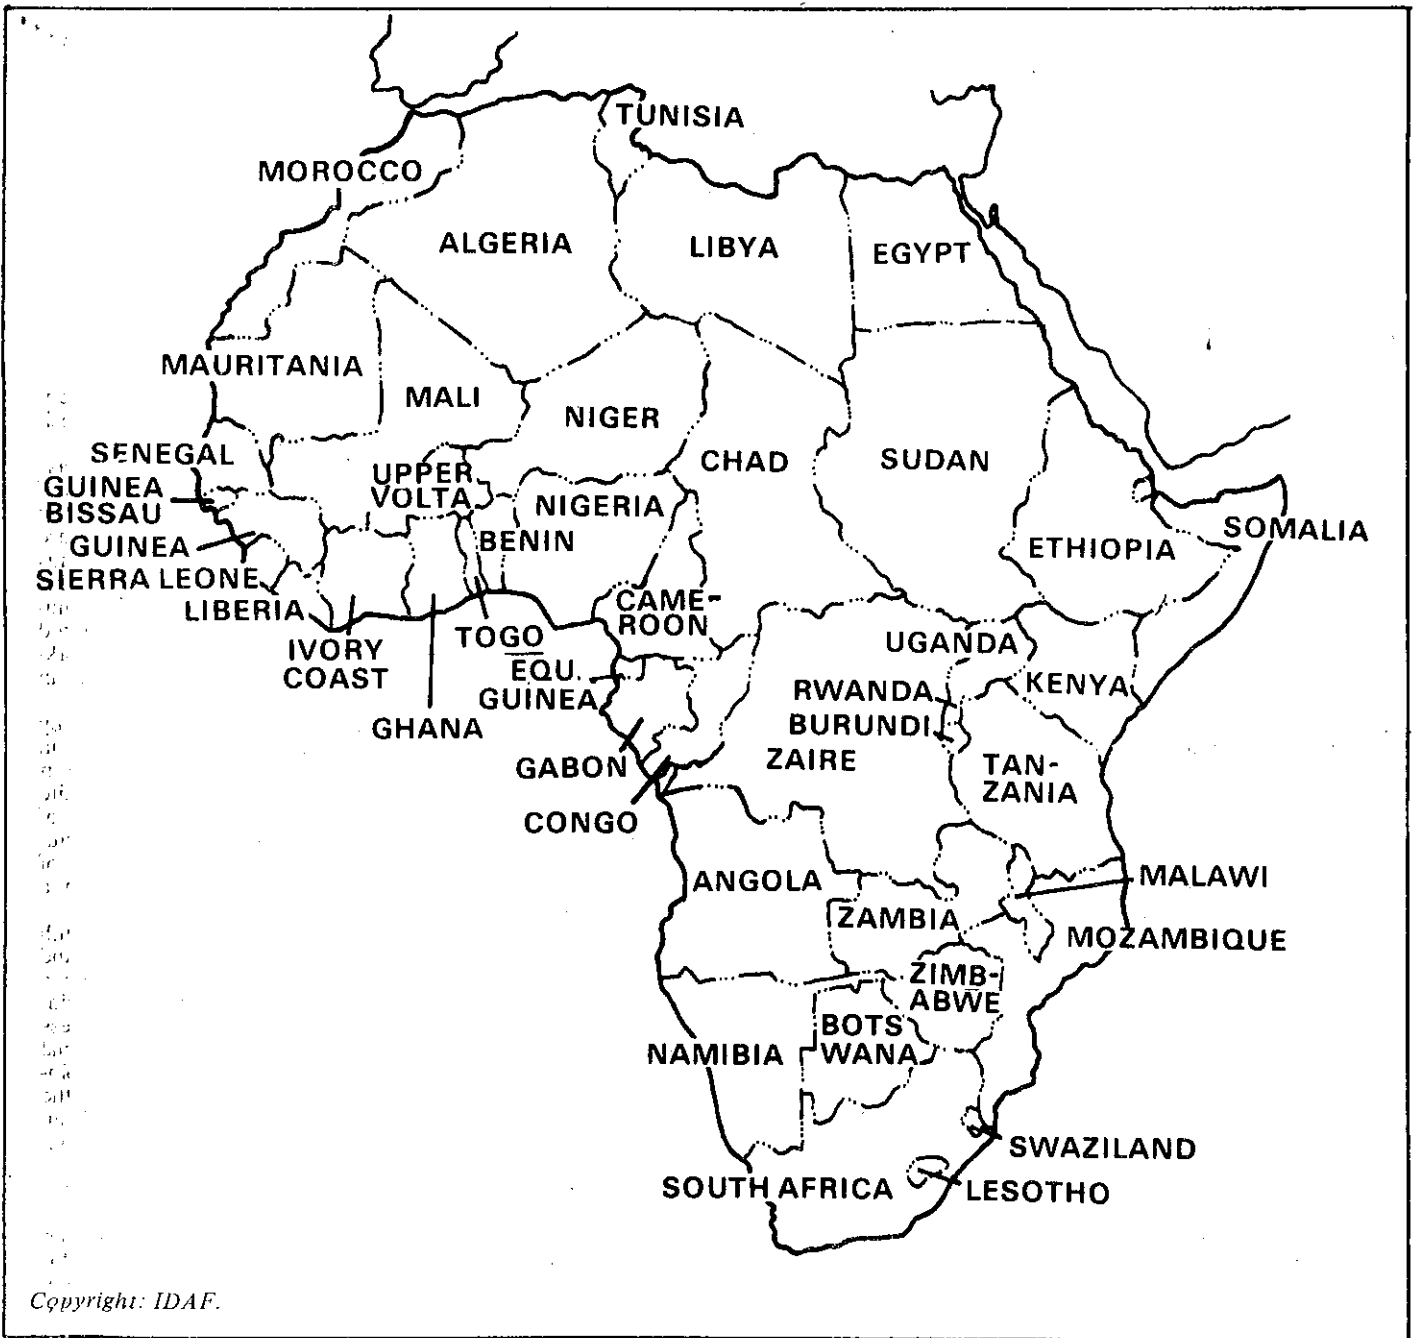 TUNISIA
MOROCCO
ALGERIA
LIBYA
EGYPT
MAURITANIA
MALI
NIGER
CHAD
SUDAN
SENEGAL
UPPER
VOLTA
GUINEA
BISSAU
NIGERIA
BENIN
SOMALIA
ETHIOPIA
GUINEA
SIERRA LEONE
LIBERIA
CAME-
ROON
IVORY
COAST
TOGO
UGANDA
EQU.
GUINEA
KENYA
RWANDA
BURUNDI
GHANA
GABON
ZAIRE
TAN-
ZANIA
CONGO
ANGOLA
MALAWI
ZAMBIA
MOZAMBIQUE
ZIMB-
ABWE
BOTS
WANA
NAMIBIA
SWAZILAND
SOUTH AFRICA
LESOTHO
Copyright: IDAF.